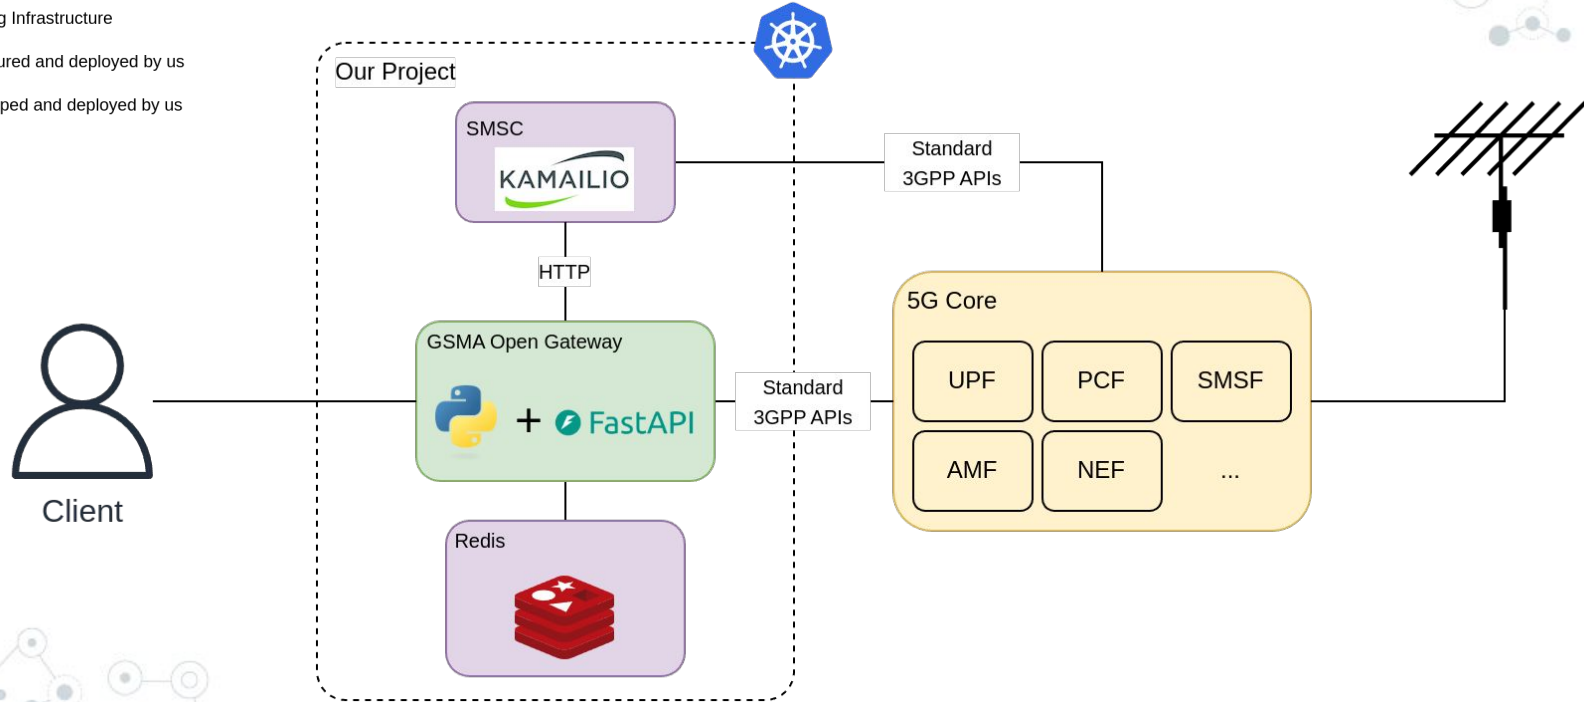 g Infrastructure
ured and deployed by us
ped and deployed by us
Our Project
SMSC
KAMAILIO
Standard
3GPP APIs
HTTP
GSMA Open Gateway
+ FastAPI
Standard
3GPP APIs
5G Core
UPF PCF SMSF
AMF NEF ...
Client
Redis